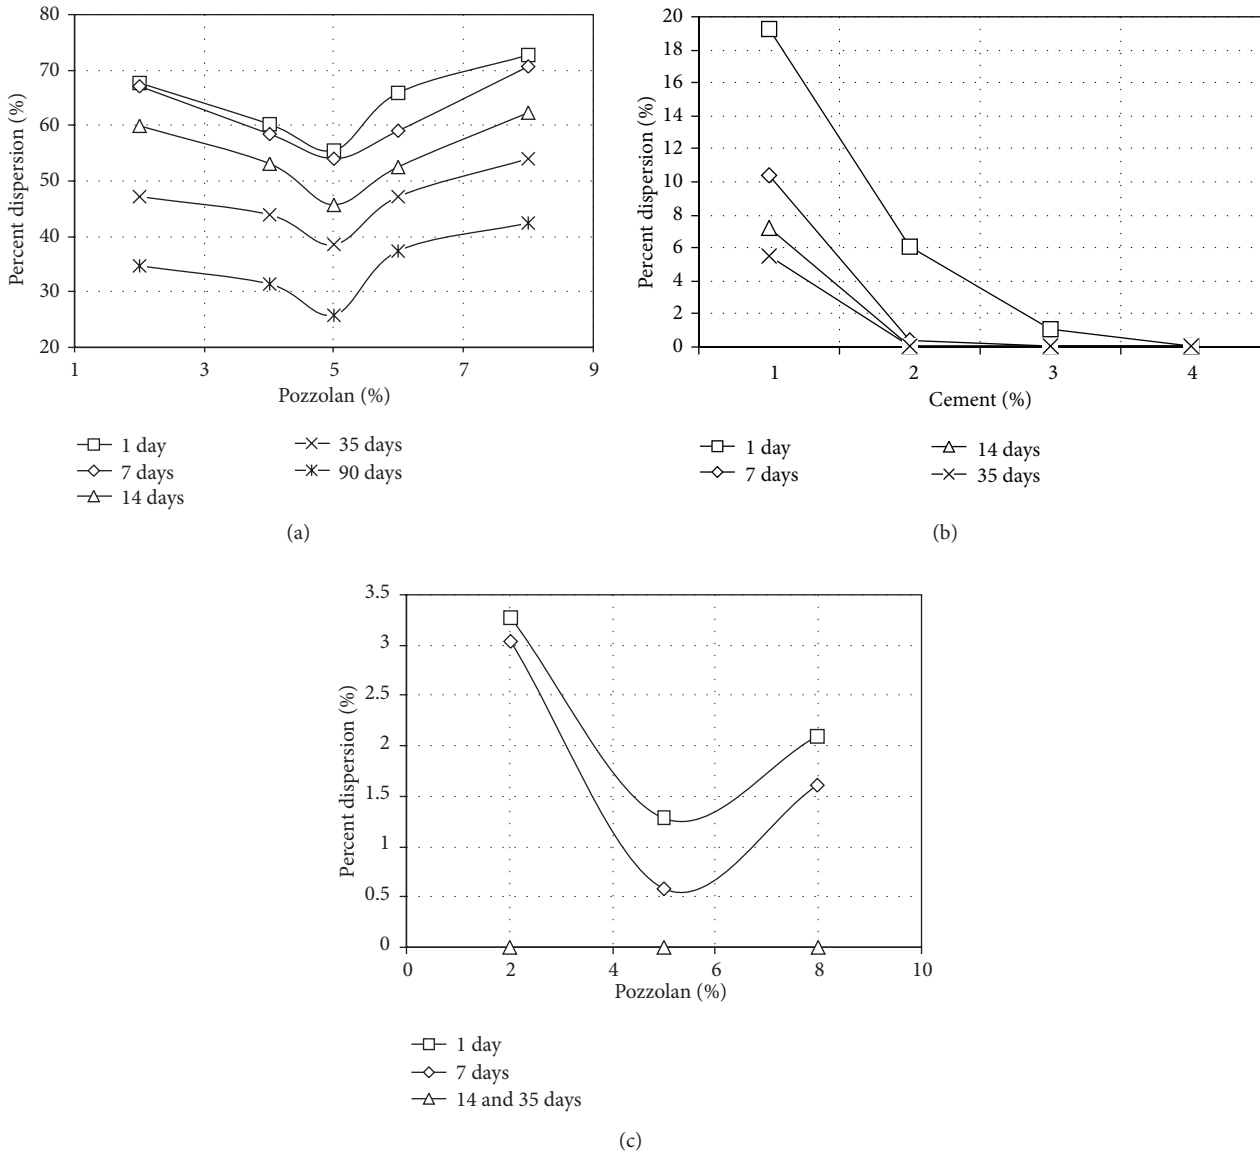 80
70
60
50
40
30
20
1 3 5 7 9
Percent dispersion (%)
Pozzolan (%)
1 day
7 days
14 days
35 days
90 days
(a)
20
18
16
14
12
10
8
6
4
2
0
1 2 3 4
Percent dispersion (%)
Cement (%)
1 day
7 days
14 days
35 days
(b)
3.5
3
2.5
2
1.5
1
0.5
0
0 2 4 6 8 10
Percent dispersion (%)
Pozzolan (%)
1 day
7 days
14 and 35 days
(c)